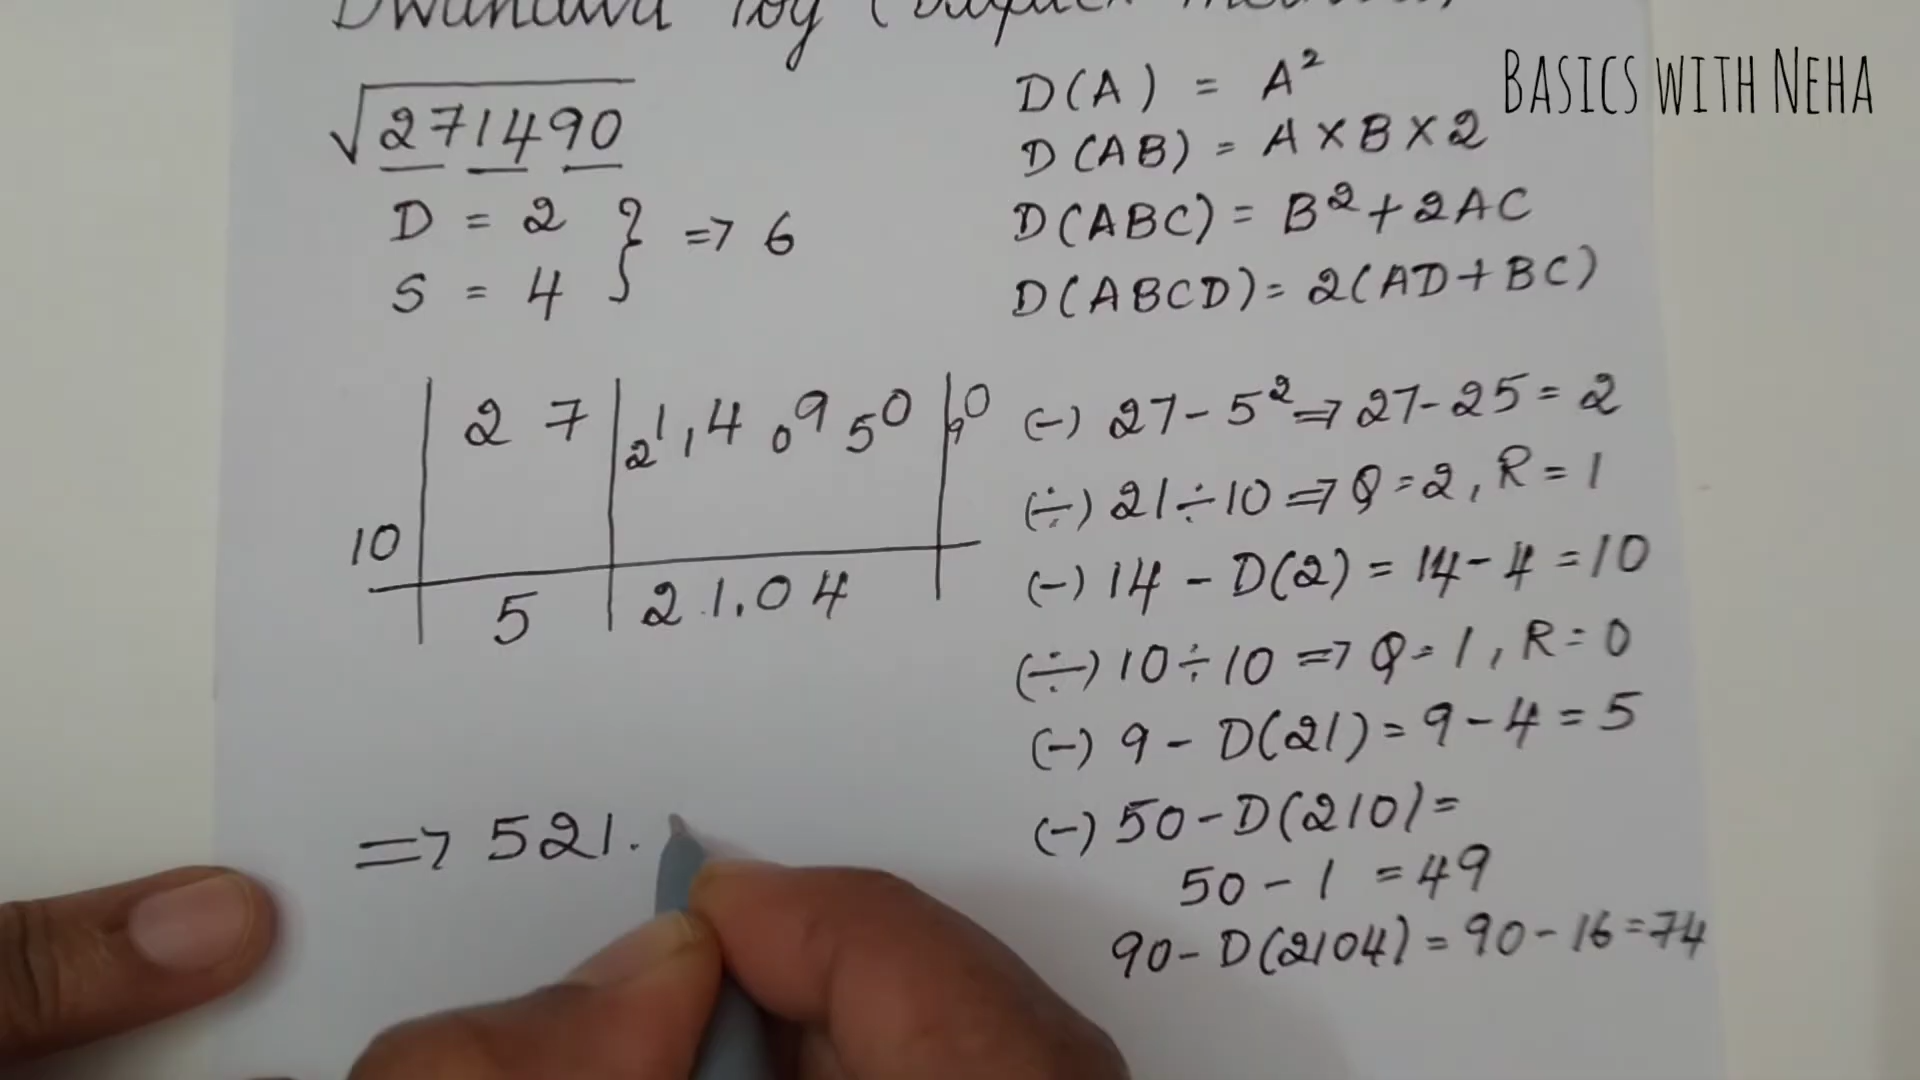 BASICS WITH NEHA
√271490
D = 2
S = 4
} => 6
D(A) = A²
D(AB) = A×B×2
D(ABC) = B²+2AC
D(ABCD) = 2(AD+BC)
2 7 | ₂1 ₁4 ₀9 ₅0 | ₉0
10
5 | 2 1.0 4
=> 521.
(-) 27-5² => 27-25 = 2
(÷) 21÷10 => Q=2, R=1
(-) 14 - D(2) = 14-4 = 10
(÷) 10÷10 => Q=1, R=0
(-) 9 - D(21) = 9-4 = 5
(-) 50-D(210) =
50-1 = 49
90-D(2104) = 90-16=74